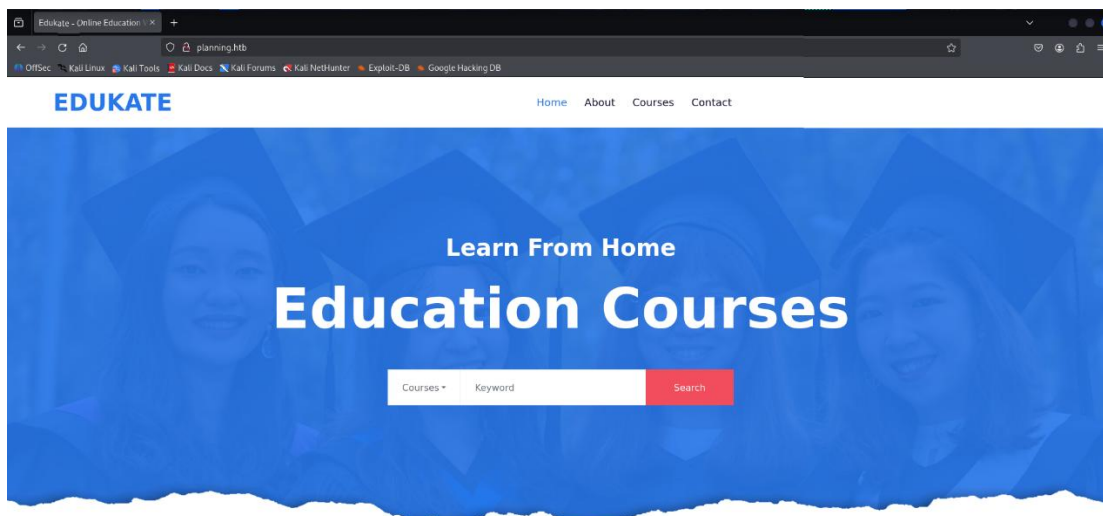 Edukate - Online Education
planning.htb
OffSec Kali Linux Kali Tools Kali Docs Kali Forums Kali NetHunter Exploit-DB Google Hacking DB
EDUKATE Home About Courses Contact
Learn From Home
Education Courses
Courses Keyword Search